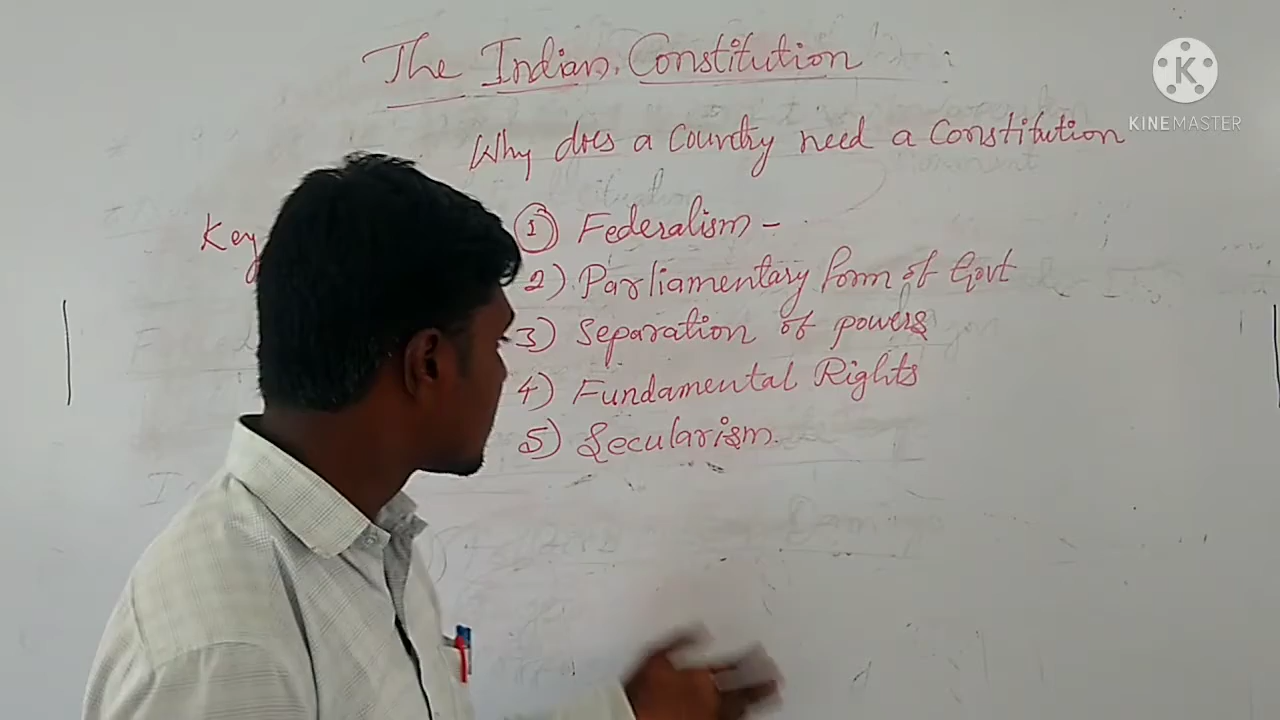 The Indian Constitution
KINEMASTER
Why does a Country need a Constitution
Key
① Federalism -
2) Parliamentary form of Govt
3) Separation of powers
4) Fundamental Rights
5) Secularism.